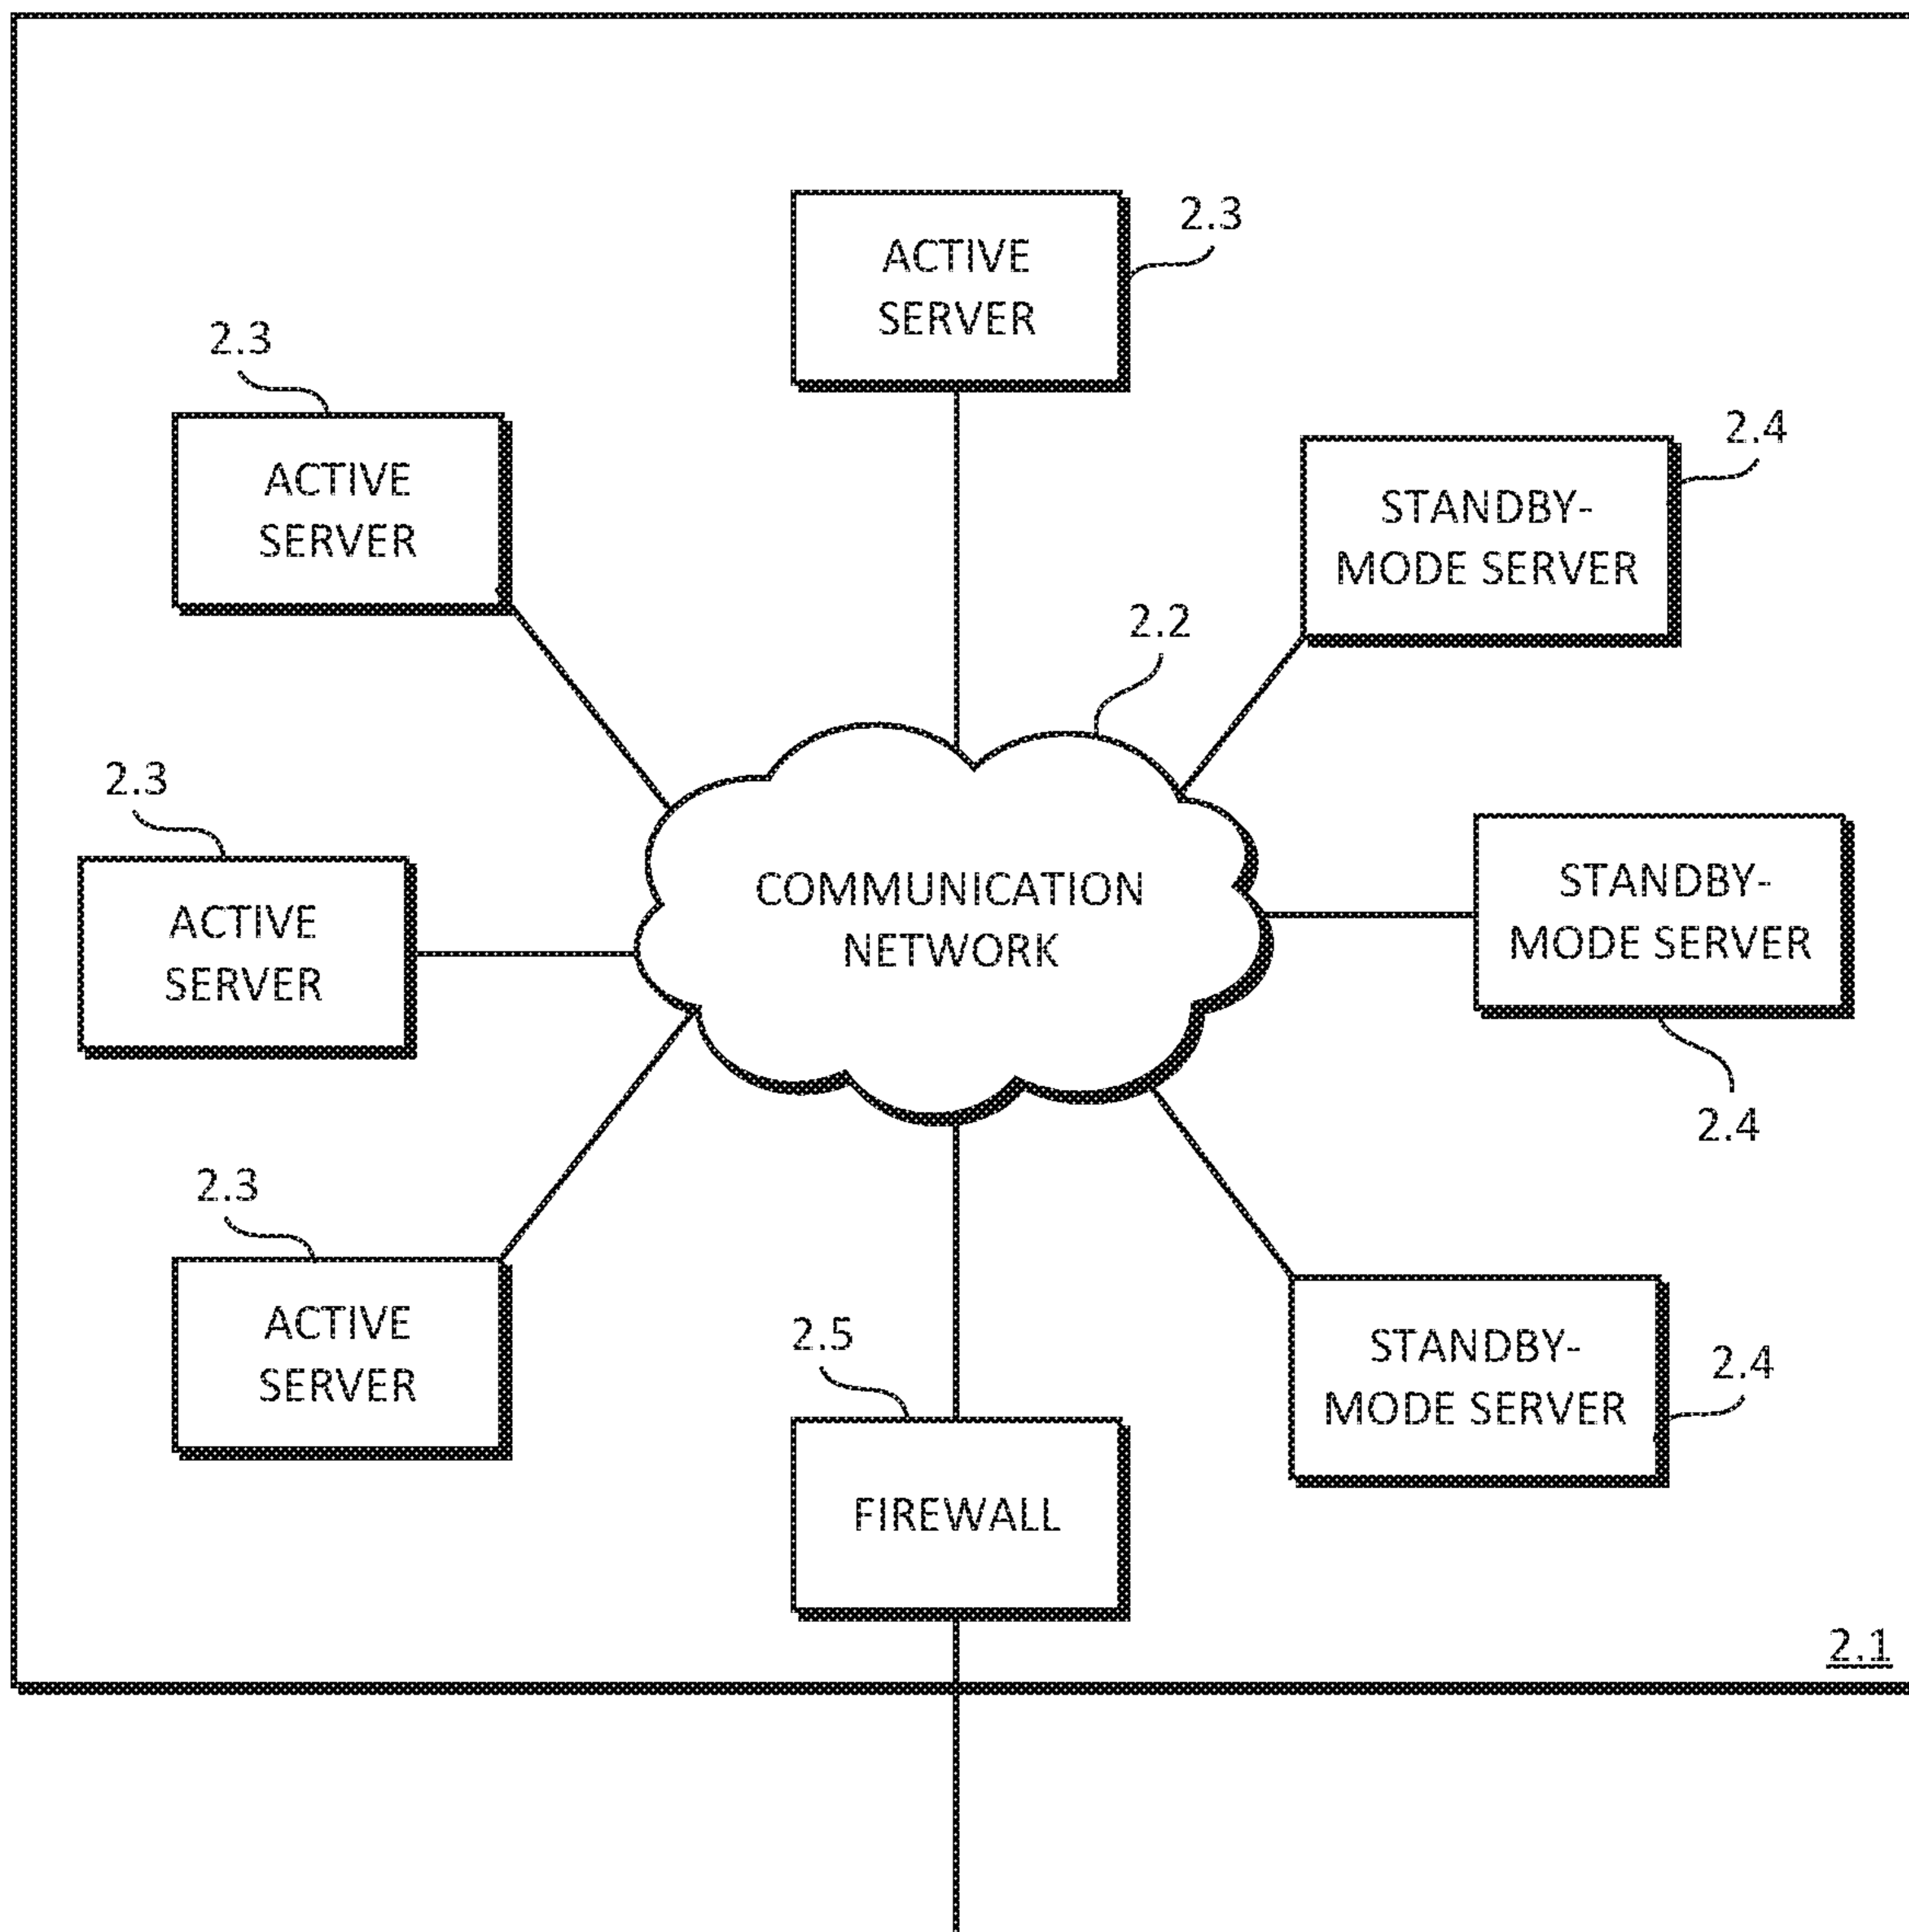 2.3
ACTIVE
SERVER
2.3
ACTIVE
SERVER
2.4
STANDBY-
MODE SERVER
2.2
2.3
ACTIVE
SERVER
COMMUNICATION
NETWORK
STANDBY-
MODE SERVER
2.4
2.3
ACTIVE
SERVER
2.5
FIREWALL
STANDBY-
MODE SERVER
2.4
2.1